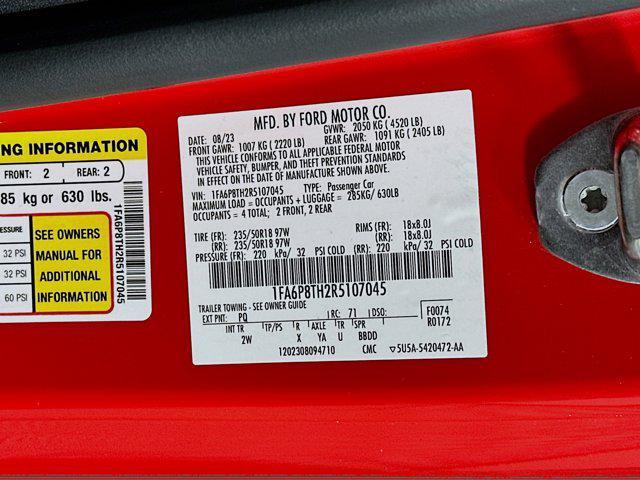 NG INFORMATION
FRONT: 2 REAR: 2
85 kg or 630 lbs.
ESSURE
32 PSI
32 PSI
60 PSI
SEE OWNERS
MANUAL FOR
ADDITIONAL
INFORMATION
1FA6P8TH2R5107045
MFD. BY FORD MOTOR CO.
DATE: 08/23 GVWR: 2050 KG ( 4520 LB)
FRONT GAWR: 1007 KG ( 2220 LB) REAR GAWR: 1091 KG ( 2405 LB)
THIS VEHICLE CONFORMS TO ALL APPLICABLE FEDERAL MOTOR
VEHICLE SAFETY, BUMPER, AND THEFT PREVENTION STANDARDS
IN EFFECT ON THE DATE OF MANUFACTURE SHOWN ABOVE.
VIN: 1FA6P8TH2R5107045 TYPE: Passenger Car
MAXIMUM LOAD = OCCUPANTS + LUGGAGE = 285KG/ 630LB
OCCUPANTS = 4 TOTAL; 2 FRONT, 2 REAR
TIRE (FR): 235/50R18 97W RIMS (FR): 18x8.0J
(RR): 235/50R18 97W (RR): 18x8.0J
PRESSURE (FR): 220 kPa/ 32 PSI COLD (RR): 220 kPa/ 32 PSI COLD
1FA6P8TH2R5107045
TRAILER TOWING - SEE OWNER GUIDE
EXT PNT: PQ RC: 71 DSO: F0074
R0172
INT TR TP/PS R AXLE TR SPR
2W X YA U BBDD
1202308094710 CMC ▽5U5A-5420472-AA